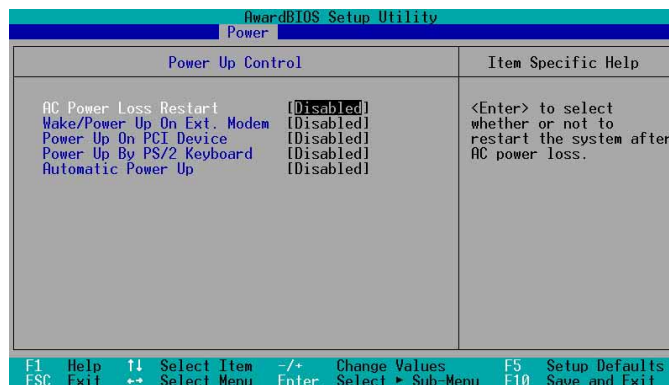 AwardBIOS Setup Utility
Power
Power Up Control
Item Specific Help
AC Power Loss Restart [Disabled]
Wake/Power Up On Ext. Modem [Disabled]
Power Up On PCI Device [Disabled]
Power Up By PS/2 Keyboard [Disabled]
Automatic Power Up [Disabled]
<Enter> to select
whether or not to
restart the system after
AC power loss.
F1 Help ↑↓ Select Item -/+ Change Values F5 Setup Defaults
ESC Exit ←→ Select Menu Enter Select ► Sub-Menu F10 Save and Exit